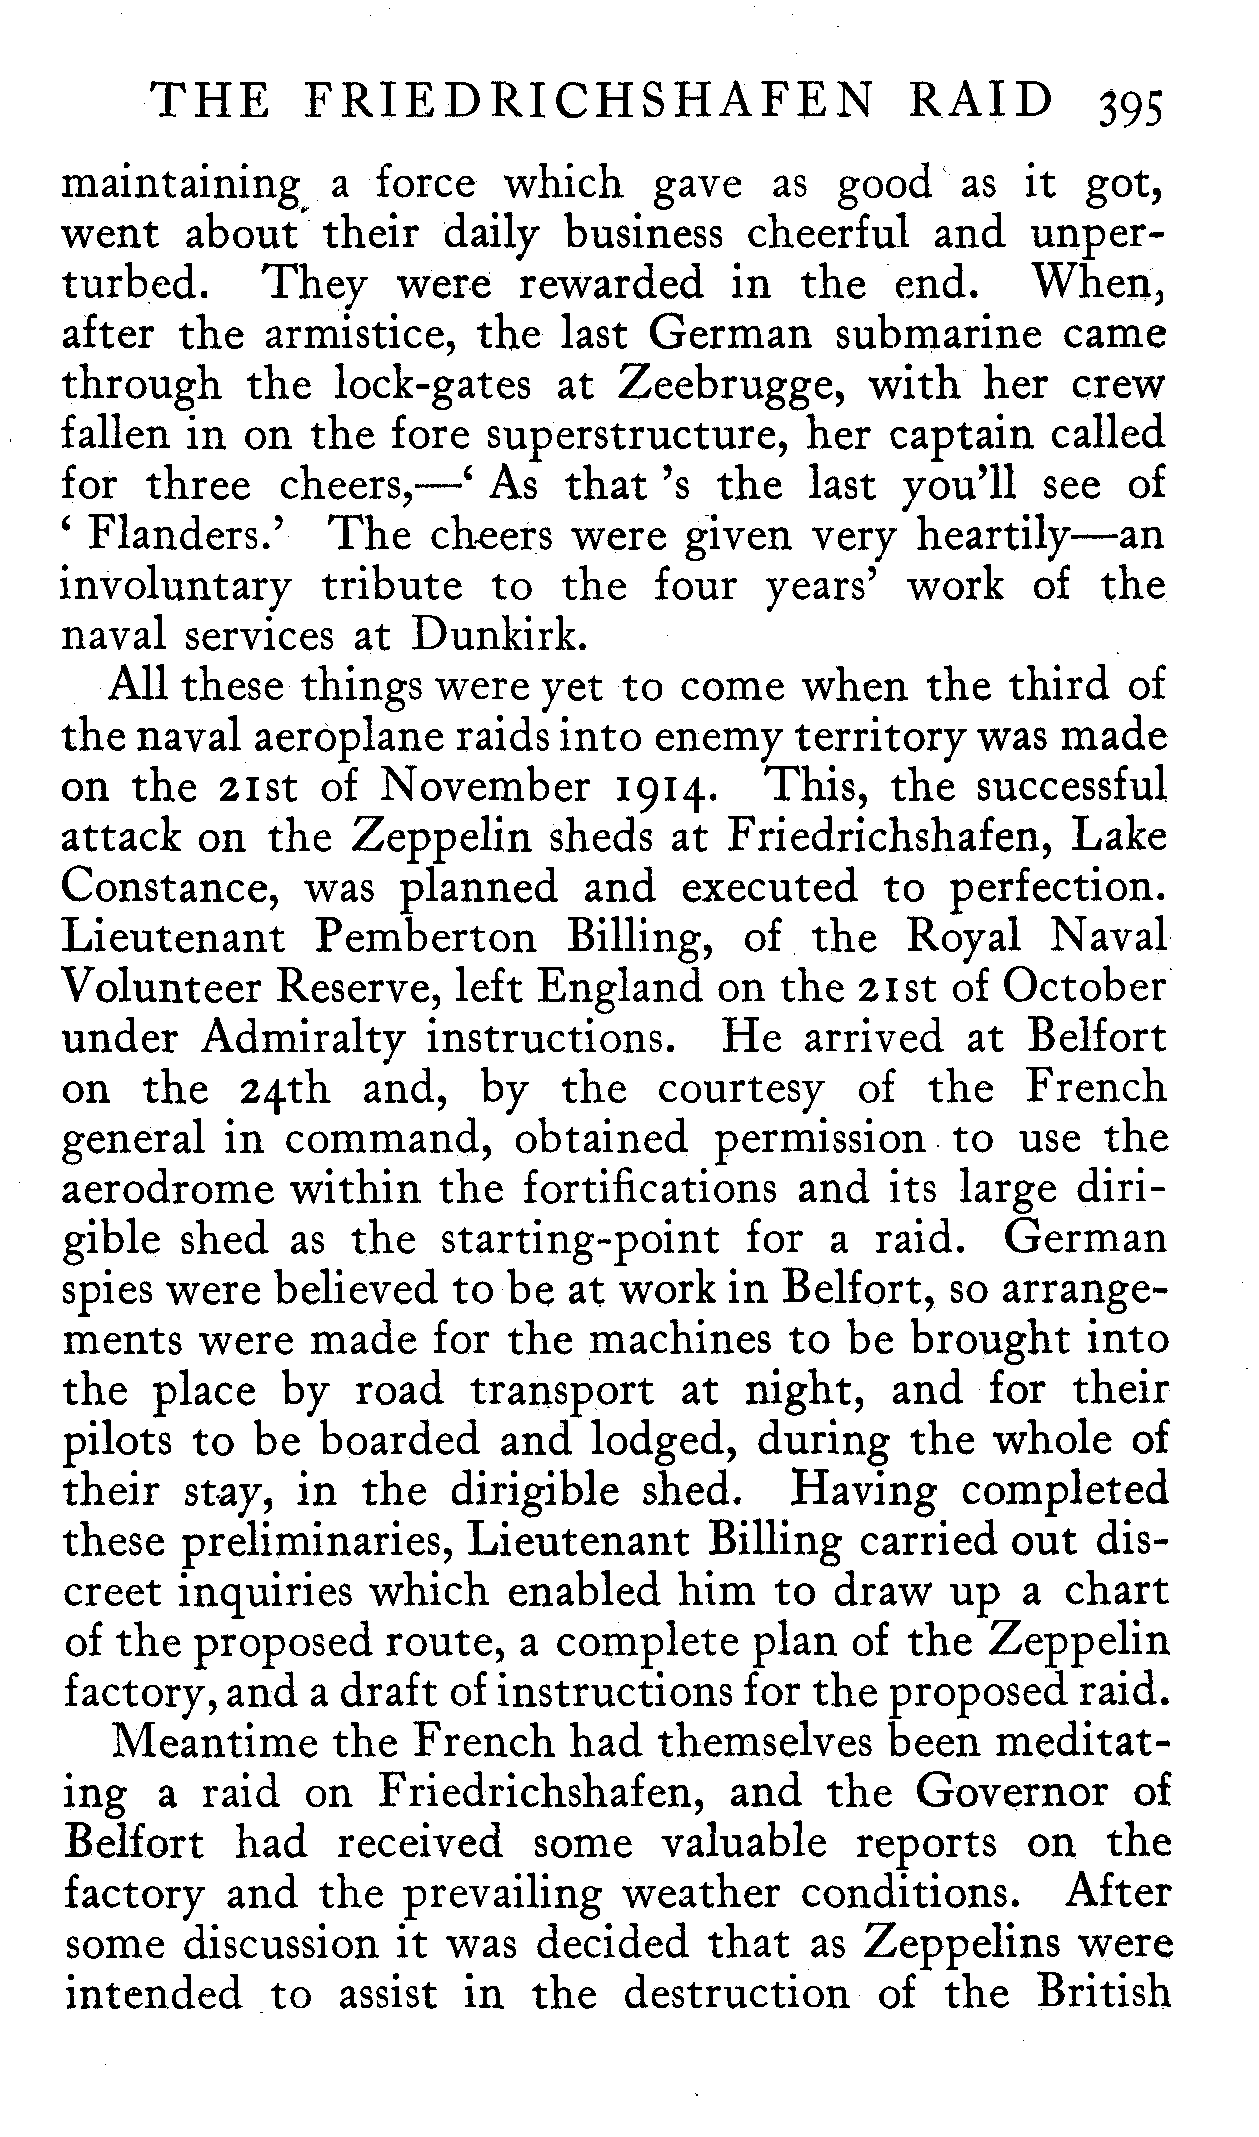 THE FRIEDRICHSHAFEN RAID 395
maintaining a force which gave as good as it got,
went about their daily business cheerful and unper-
turbed. They were rewarded in the end. When,
after the armistice, the last German submarine came
through the lock-gates at Zeebrugge, with her crew
fallen in on the fore superstructure, her captain called
for three cheers,—‘ As that ’s the last you’ll see of
‘ Flanders.’ The cheers were given very heartily—an
involuntary tribute to the four years’ work of the
naval services at Dunkirk.
All these things were yet to come when the third of
the naval aeroplane raids into enemy territory was made
on the 21st of November 1914. This, the successful
attack on the Zeppelin sheds at Friedrichshafen, Lake
Constance, was planned and executed to perfection.
Lieutenant Pemberton Billing, of the Royal Naval
Volunteer Reserve, left England on the 21st of October
under Admiralty instructions. He arrived at Belfort
on the 24th and, by the courtesy of the French
general in command, obtained permission to use the
aerodrome within the fortifications and its large diri-
gible shed as the starting-point for a raid. German
spies were believed to be at work in Belfort, so arrange-
ments were made for the machines to be brought into
the place by road transport at night, and for their
pilots to be boarded and lodged, during the whole of
their stay, in the dirigible shed. Having completed
these preliminaries, Lieutenant Billing carried out dis-
creet inquiries which enabled him to draw up a chart
of the proposed route, a complete plan of the Zeppelin
factory, and a draft of instructions for the proposed raid.
Meantime the French had themselves been meditat-
ing a raid on Friedrichshafen, and the Governor of
Belfort had received some valuable reports on the
factory and the prevailing weather conditions. After
some discussion it was decided that as Zeppelins were
intended to assist in the destruction of the British